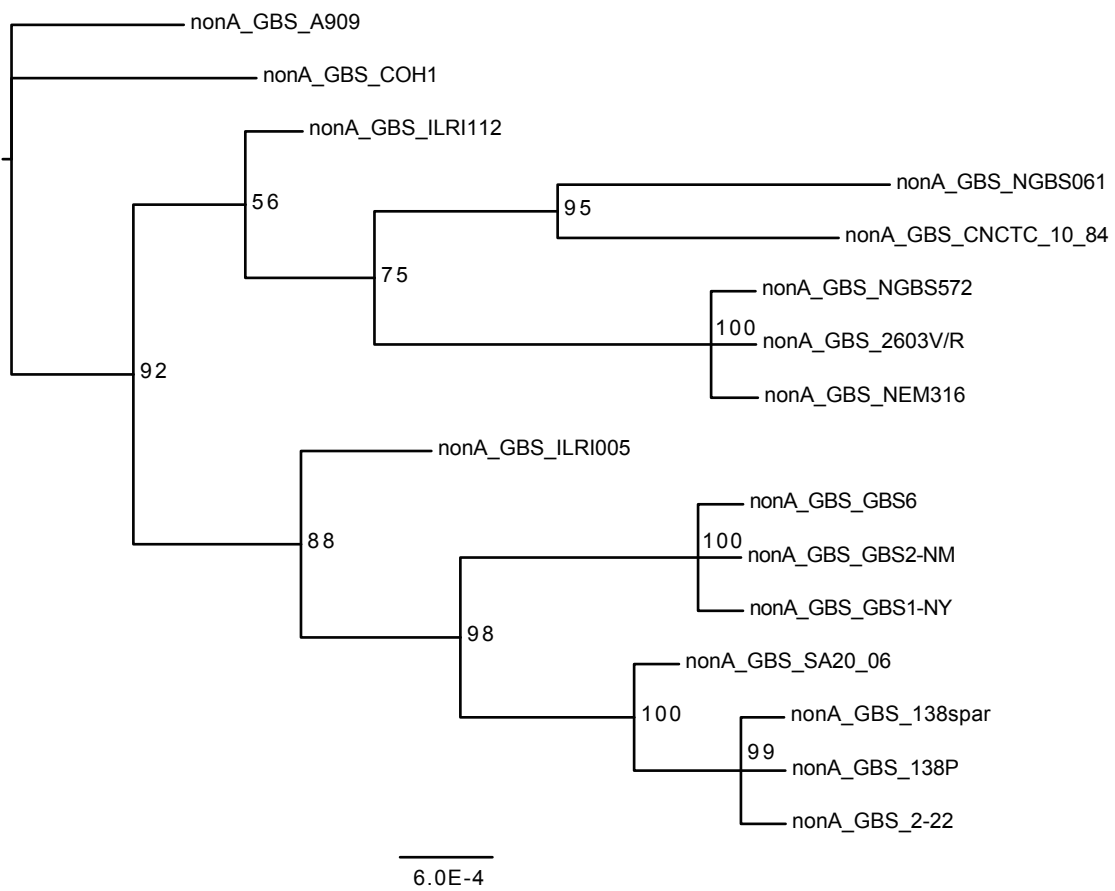 nonA_GBS_A909
nonA_GBS_COH1
nonA_GBS_ILRI112
nonA_GBS_NGBS061
56
95
nonA_GBS_CNCTC_10_84
75
nonA_GBS_NGBS572
100
nonA_GBS_2603V/R
92
nonA_GBS_NEM316
nonA_GBS_ILRI005
nonA_GBS_GBS6
88
100
nonA_GBS_GBS2-NM
nonA_GBS_GBS1-NY
98
nonA_GBS_SA20_06
100
nonA_GBS_138spar
99
nonA_GBS_138P
nonA_GBS_2-22
6.0E-4